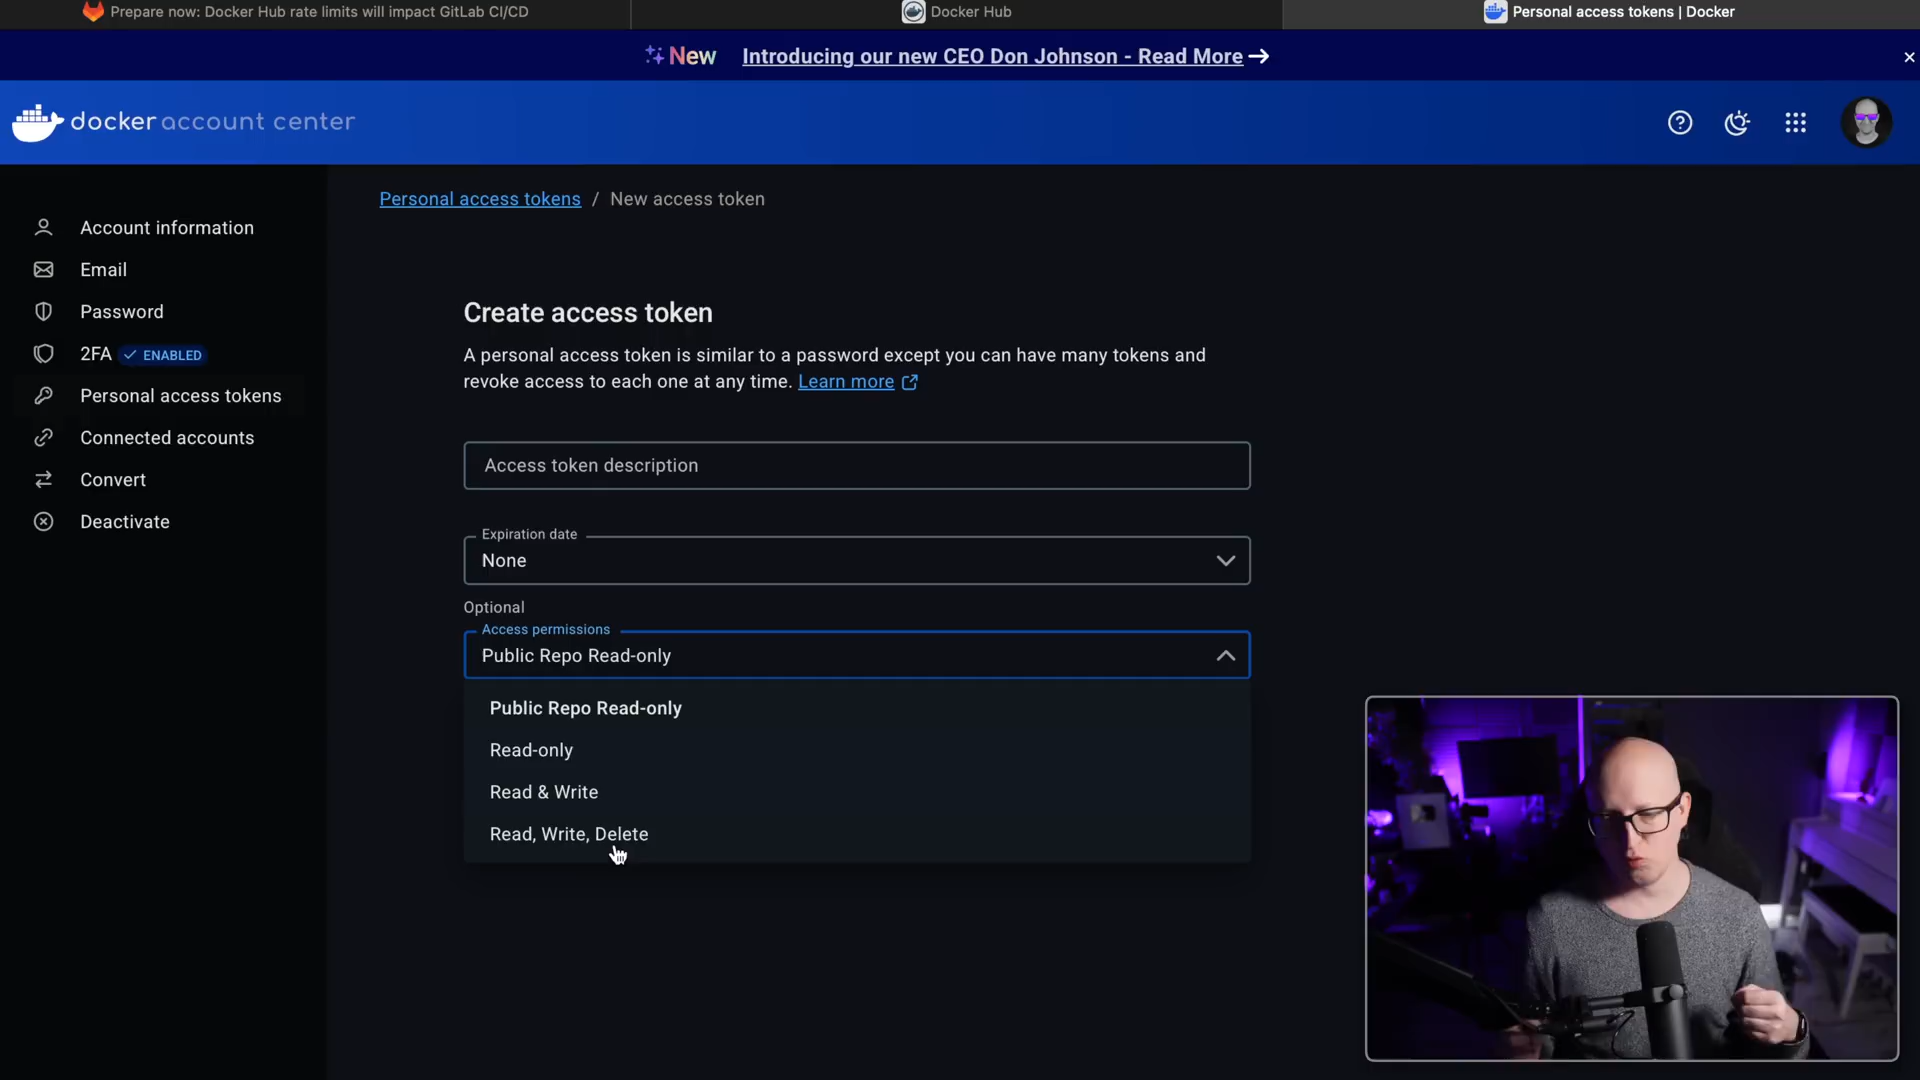 Prepare now: Docker Hub rate limits will impact GitLab CI/CD
Docker Hub
Personal access tokens | Docker
New Introducing our new CEO Don Johnson - Read More
docker account center
Personal access tokens / New access token
Account information
Email
Password
2FA ENABLED
Personal access tokens
Connected accounts
Convert
Deactivate
Create access token
A personal access token is similar to a password except you can have many tokens and
revoke access to each one at any time. Learn more
Access token description
Expiration date
None
Optional
Access permissions
Public Repo Read-only
Public Repo Read-only
Read-only
Read & Write
Read, Write, Delete